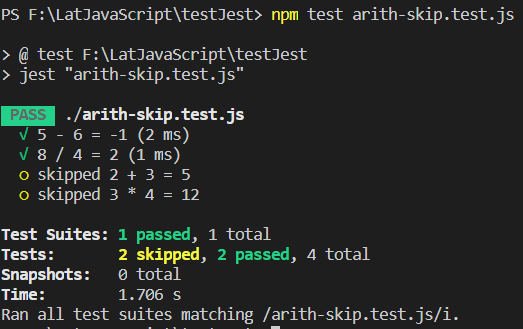 PS F:\LatJavaScript\testJest> npm test arith-skip.test.js
> @ test F:\LatJavaScript\testJest
> jest "arith-skip.test.js"
PASS ./arith-skip.test.js
√ 5 - 6 = -1 (2 ms)
√ 8 / 4 = 2 (1 ms)
o skipped 2 + 3 = 5
o skipped 3 * 4 = 12
Test Suites: 1 passed, 1 total
Tests: 2 skipped, 2 passed, 4 total
Snapshots: 0 total
Time: 1.706 s
Ran all test suites matching /arith-skip.test.js/i.